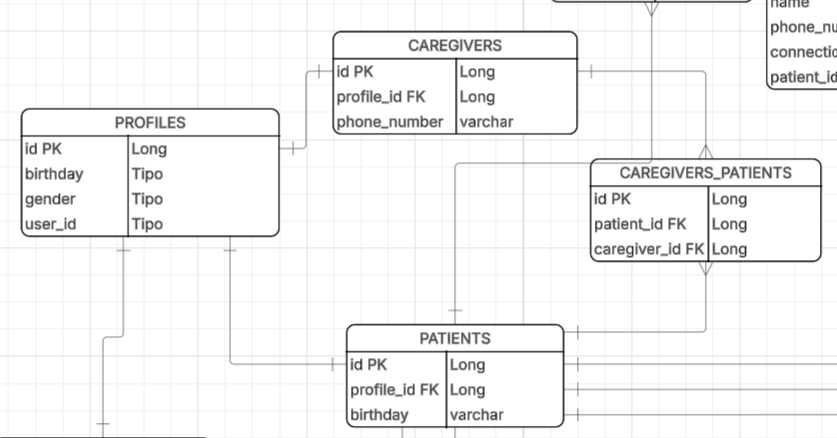 name
phone_nu
connectio
patient_id
CAREGIVERS
id PK Long
profile_id FK Long
phone_number varchar
PROFILES
id PK Long
birthday Tipo
gender Tipo
user_id Tipo
CAREGIVERS_PATIENTS
id PK Long
patient_id FK Long
caregiver_id FK Long
PATIENTS
id PK Long
profile_id FK Long
birthday varchar